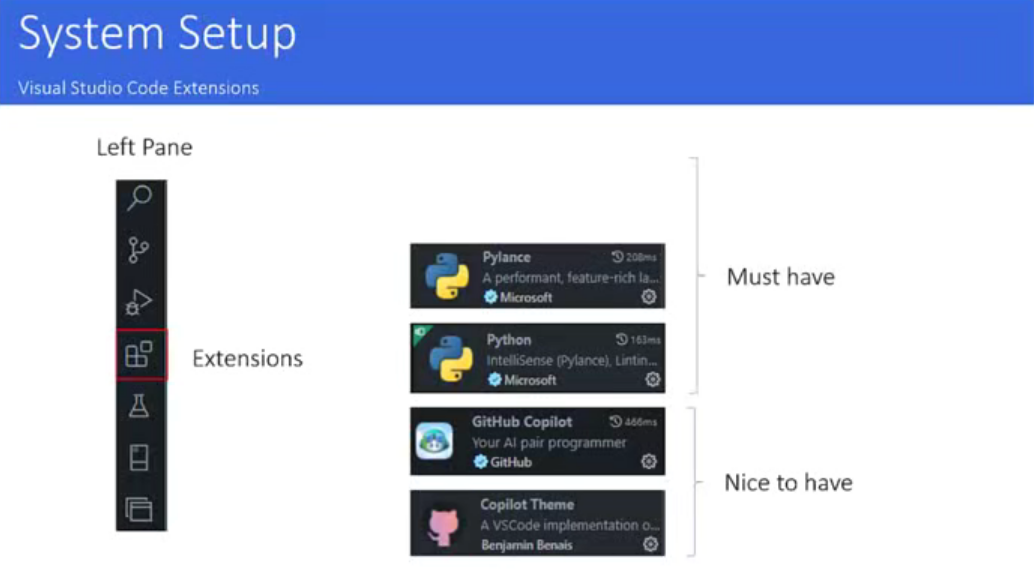 System Setup
Visual Studio Code Extensions
Left Pane
Extensions
Pylance 208ms
A performant, feature-rich la...
Microsoft
Python 163ms
IntelliSense (Pylance), Lintin...
Microsoft
Must have
GitHub Copilot 466ms
Your AI pair programmer
GitHub
Copilot Theme
A VSCode implementation o...
Benjamin Benais
Nice to have